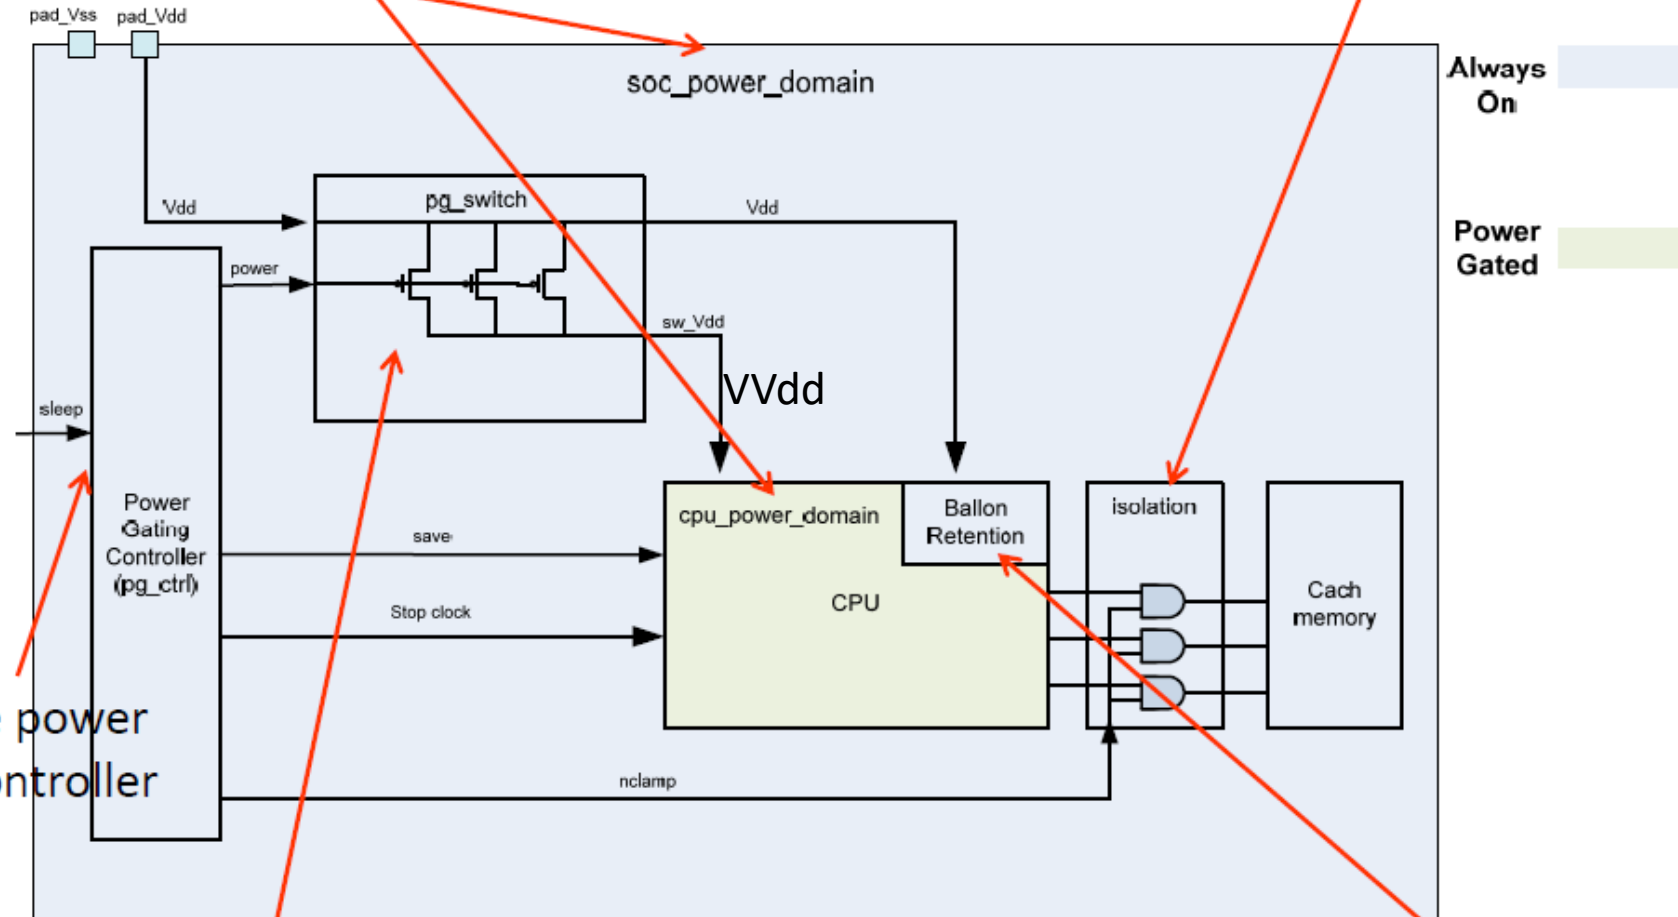 pad_Vss pad_Vdd
soc_power_domain
Always
On
pg_switch
Vdd
Vdd
Power
Gated
power
sw_Vdd
VVdd
sleep
Power
Gating
Controller
(pg_ctrl)
cpu_power_domain
Ballon
Retention
isolation
save
Stop clock
CPU
Cach
memory
power
nclamp